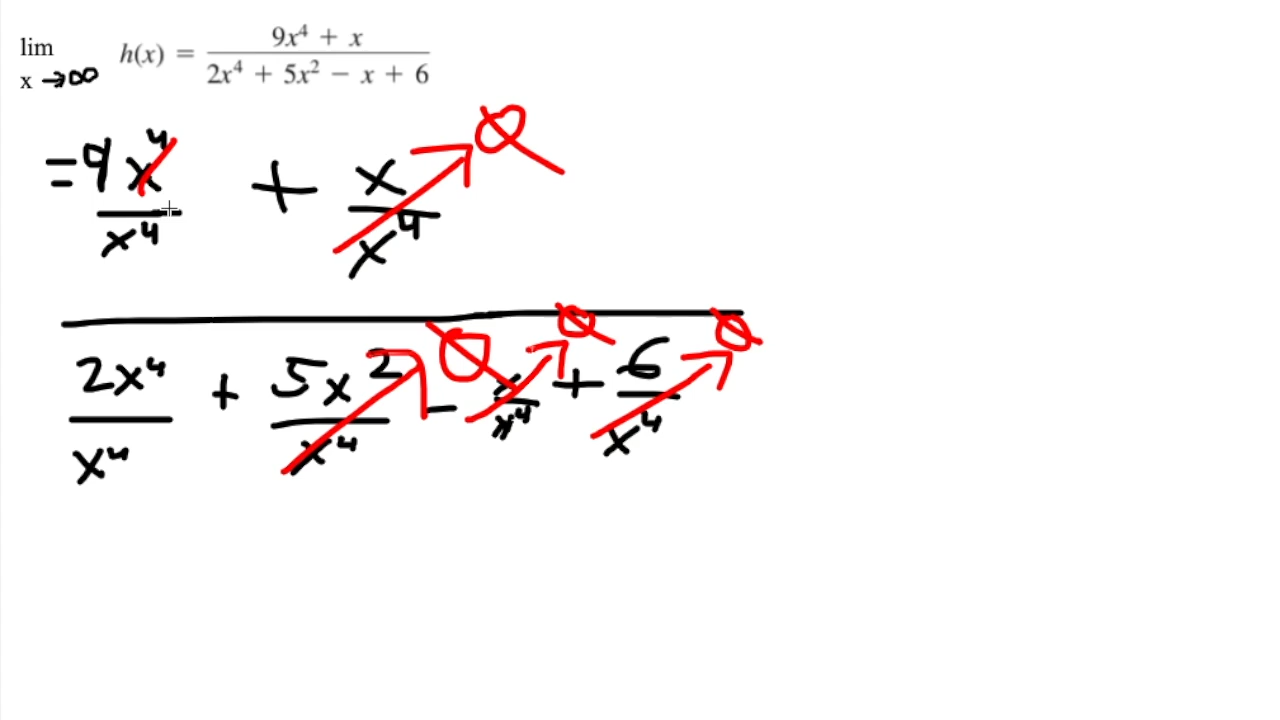 lim
x → ∞
h(x) = (9x⁴ + x) / (2x⁴ + 5x² − x + 6)
= 9x⁴ + x 0
x⁴ x⁴
0 0 0
2x⁴ + 5x² − x + 6
x⁴ x⁴ x⁴ x⁴